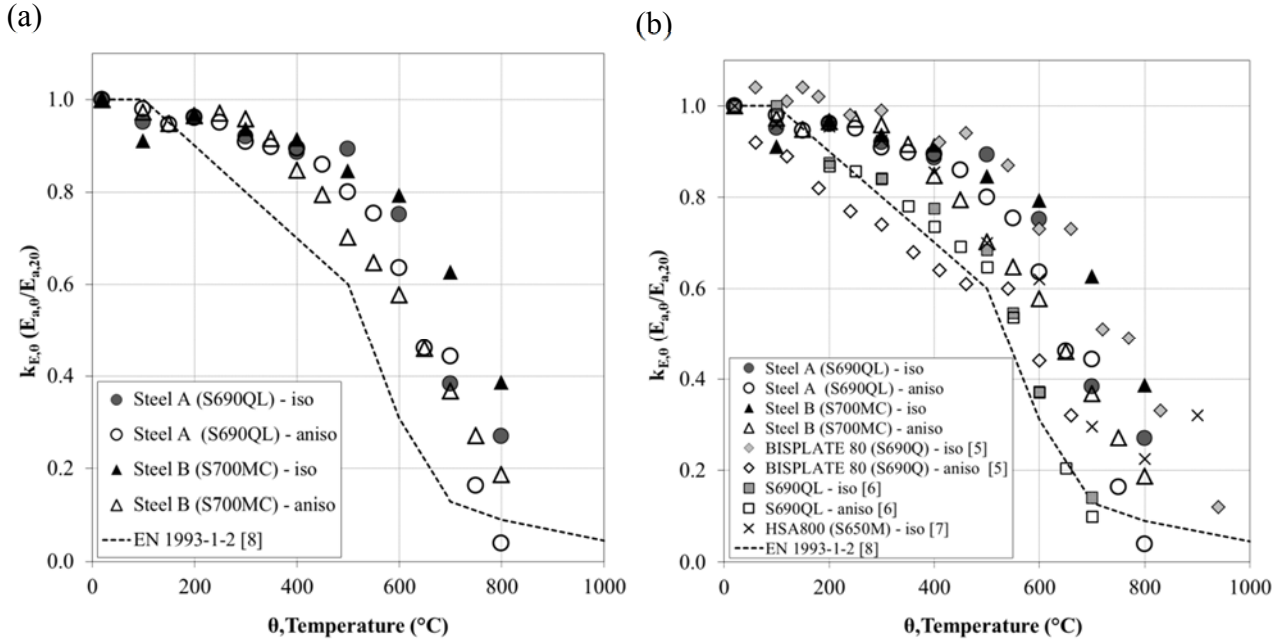 (a)
1.0
0.8
0.6
0.4
0.2
0.0
k_E,θ (E_a,θ/E_a,20)
Steel A (S690QL) - iso
Steel A (S690QL) - aniso
Steel B (S700MC) - iso
Steel B (S700MC) - aniso
EN 1993-1-2 [8]
0 200 400 600 800 1000
θ,Temperature (°C)
(b)
1.0
0.8
0.6
0.4
0.2
0.0
k_E,θ (E_a,θ/E_a,20)
Steel A (S690QL) - iso
Steel A (S690QL) - aniso
Steel B (S700MC) - iso
Steel B (S700MC) - aniso
BISPLATE 80 (S690Q) - iso [5]
BISPLATE 80 (S690Q) - aniso [5]
S690QL - iso [6]
S690QL - aniso [6]
HSA800 (S650M) - iso [7]
EN 1993-1-2 [8]
0 200 400 600 800 1000
θ,Temperature (°C)